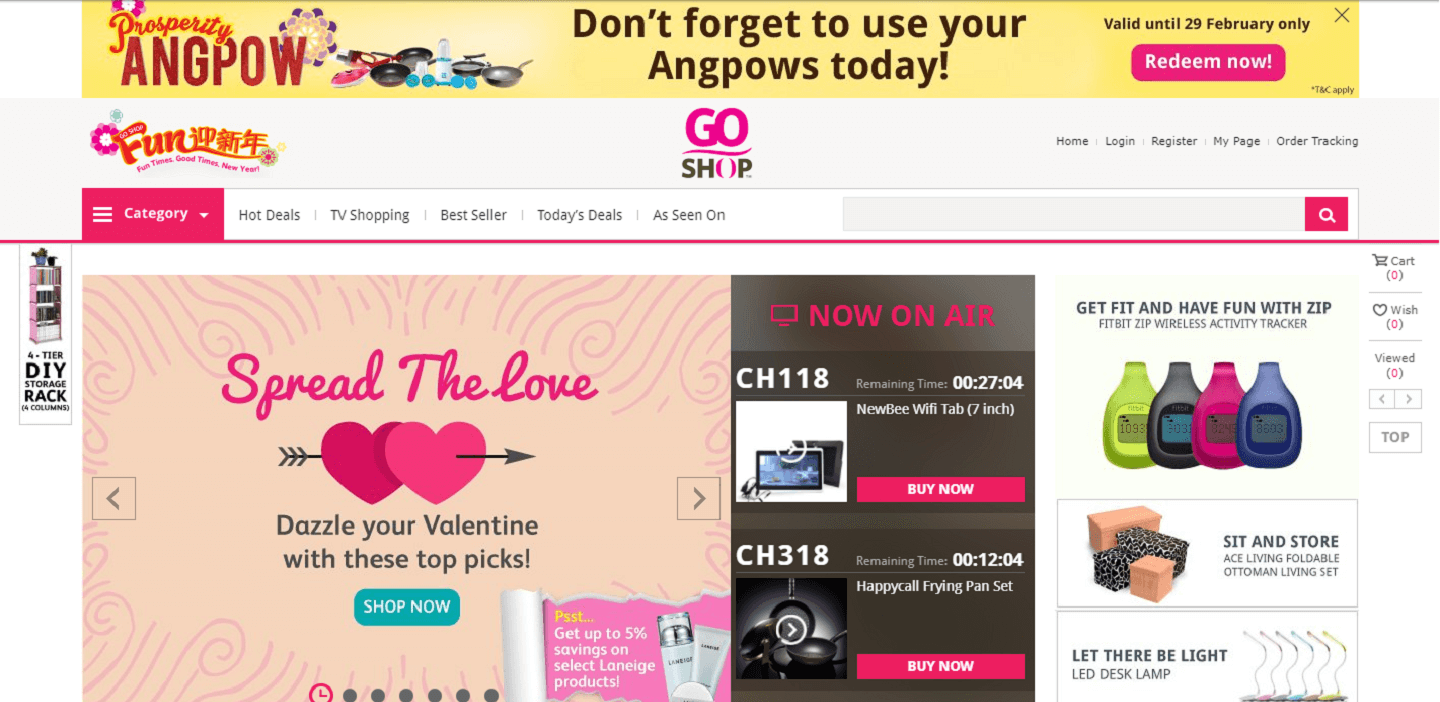 Prosperity
ANGPOW
Don't forget to use your
Angpows today!
Valid until 29 February only
Redeem now!
*T&C apply
GO SHOP
Fun迎新年
Fun Times. Good Times, New Year!
GO
SHOP
Home
Login
Register
My Page
Order Tracking
Category
Hot Deals
TV Shopping
Best Seller
Today's Deals
As Seen On
4 - TIER
DIY
STORAGE
RACK
(4 COLUMNS)
Spread The Love
Dazzle your Valentine
with these top picks!
SHOP NOW
Psst...
Get up to 5%
savings on
select Laneige
products!
LANEIGE
NOW ON AIR
CH118
Remaining Time: 00:27:04
NewBee Wifi Tab (7 inch)
BUY NOW
CH318
Remaining Time: 00:12:04
Happycall Frying Pan Set
BUY NOW
GET FIT AND HAVE FUN WITH ZIP
FITBIT ZIP WIRELESS ACTIVITY TRACKER
SIT AND STORE
ACE LIVING FOLDABLE
OTTOMAN LIVING SET
LET THERE BE LIGHT
LED DESK LAMP
Cart
(0)
Wish
(0)
Viewed
(0)
TOP